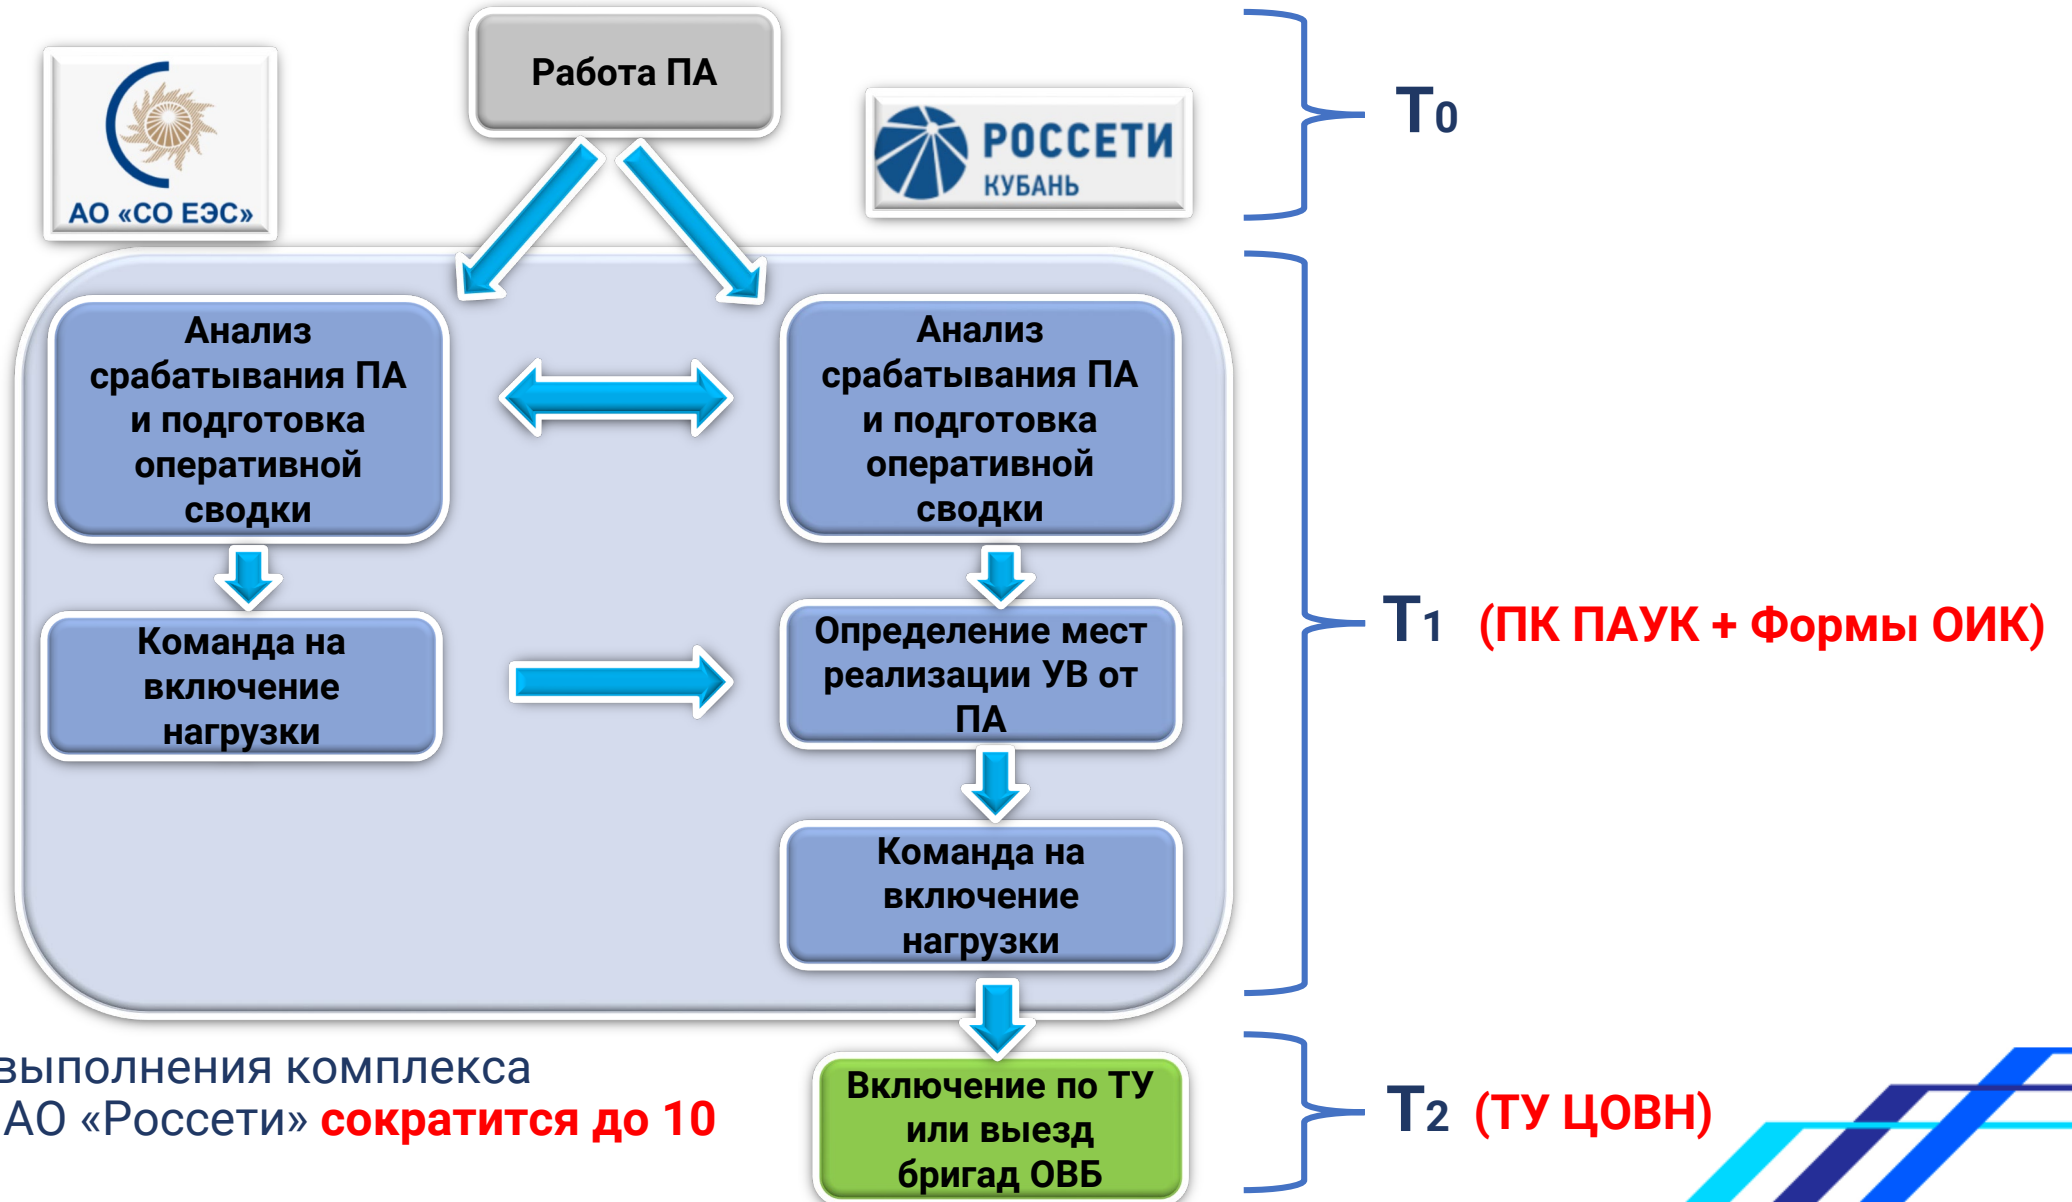 Работа ПА
АО «СО ЕЭС»
РОССЕТИ
КУБАНЬ
T0
Анализ
срабатывания ПА
и подготовка
оперативной
сводки
Анализ
срабатывания ПА
и подготовка
оперативной
сводки
Команда на
включение
нагрузки
Определение мест
реализации УВ от
ПА
T1 (ПК ПАУК + Формы ОИК)
Команда на
включение
нагрузки
выполнения комплекса
АО «Россети» сократится до 10
Включение по ТУ
или выезд
бригад ОВБ
T2 (ТУ ЦОВН)